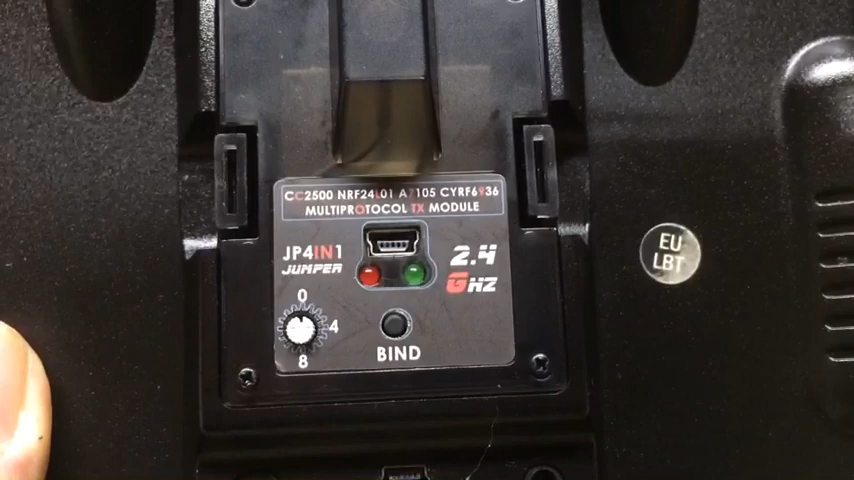 CC2500 NRF24L01 A7105 CYRF6936
MULTIPROTOCOL TX MODULE
JP4IN1
JUMPER
2.4
GHZ
0
4
8
BIND
EU
LBT